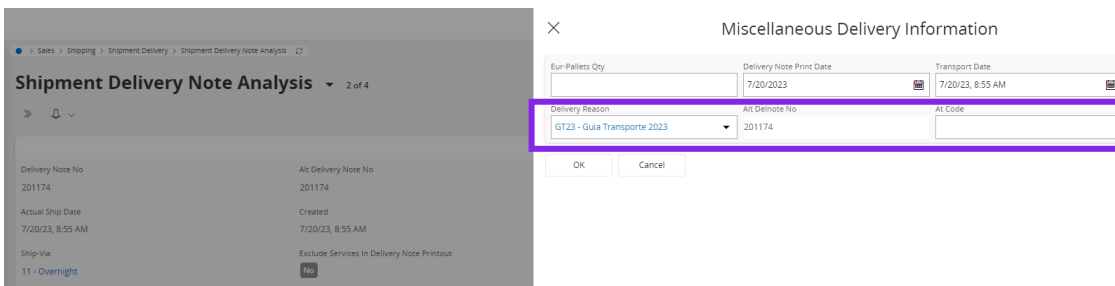 Sales > Shipping > Shipment Delivery > Shipment Delivery Note Analysis
Shipment Delivery Note Analysis 2 of 4
Delivery Note No Alt Delivery Note No
201174 201174
Actual Ship Date Created
7/20/23, 8:55 AM 7/20/23, 8:55 AM
Ship-Via Exclude Services In Delivery Note Printout
11 - Overnight No
Miscellaneous Delivery Information
Eur-Pallets Qty Delivery Note Print Date Transport Date
7/20/2023 7/20/23, 8:55 AM
Delivery Reason Alt Delnote No At Code
GT23 - Guia Transporte 2023 201174
OK Cancel